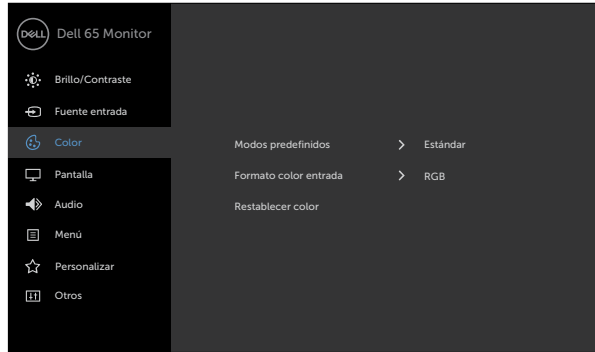 DELL Dell 65 Monitor
Brillo/Contraste
Fuente entrada
Color
Modos predefinidos > Estándar
Pantalla
Formato color entrada > RGB
Audio
Restablecer color
Menú
Personalizar
Otros